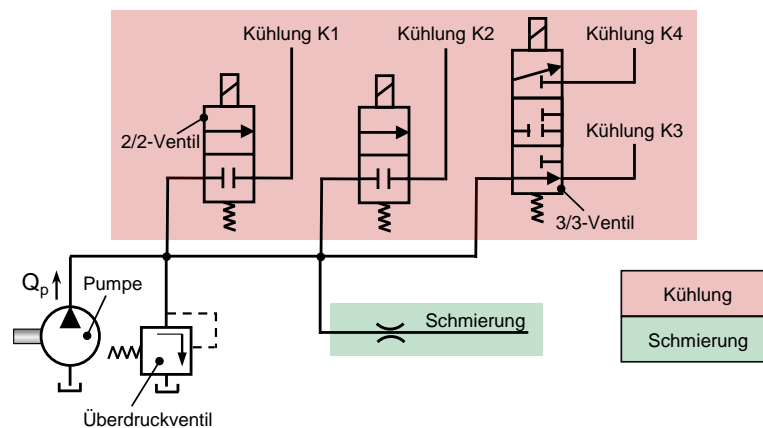 Kühlung K1
Kühlung K2
Kühlung K4
2/2-Ventil
Kühlung K3
3/3-Ventil
Qp
Pumpe
Kühlung
Schmierung
Schmierung
Überdruckventil